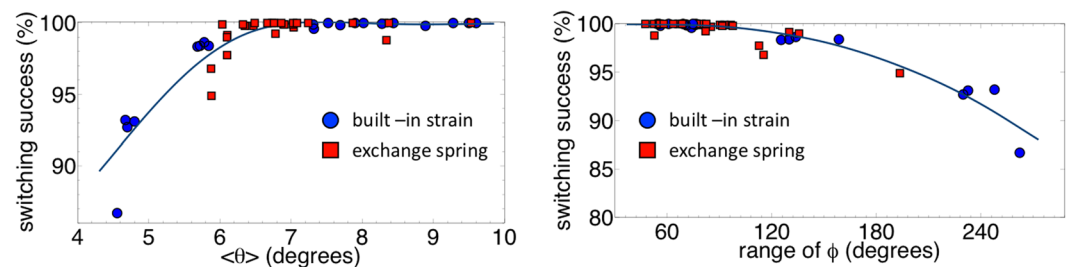 switching success (%)
100
95
90
built –in strain
exchange spring
4 5 6 7 8 9 10
<θ> (degrees)
switching success (%)
100
95
90
85
80
built –in strain
exchange spring
60 120 180 240
range of ϕ (degrees)